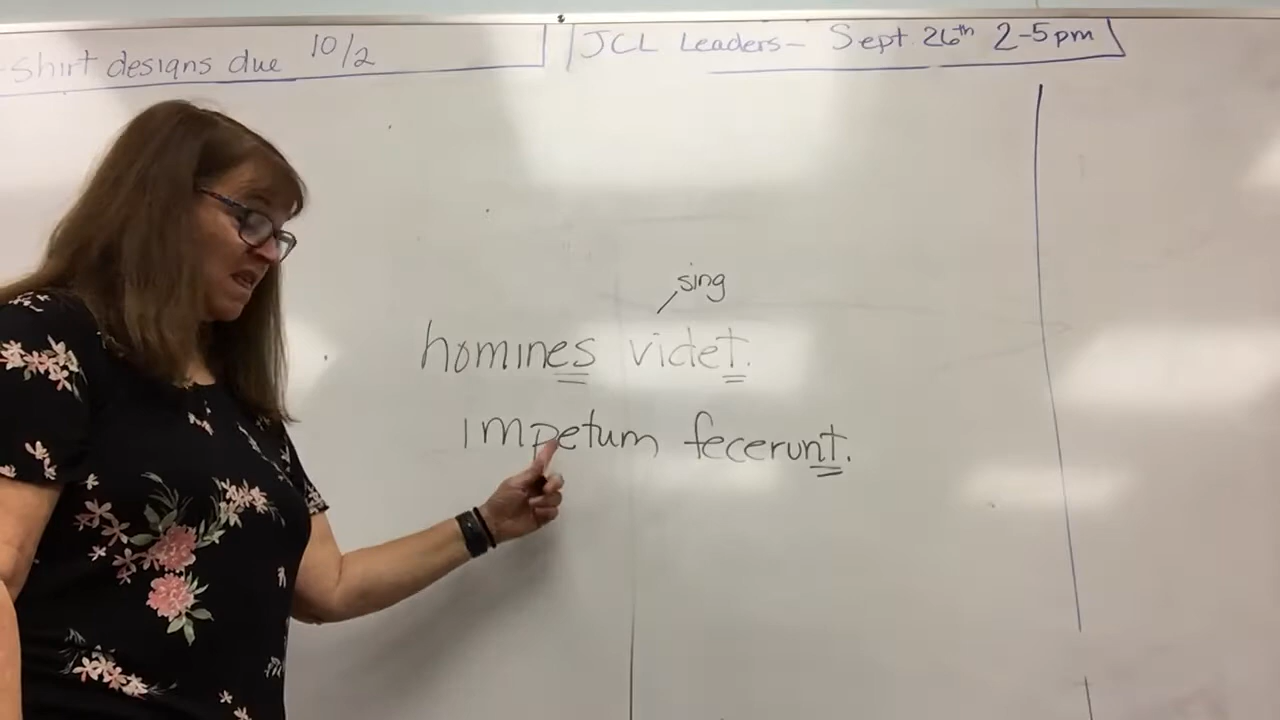 -shirt designs due 10/2
JCL Leaders- Sept. 26th 2-5pm
sing
homines videt.
impetum fecerunt.